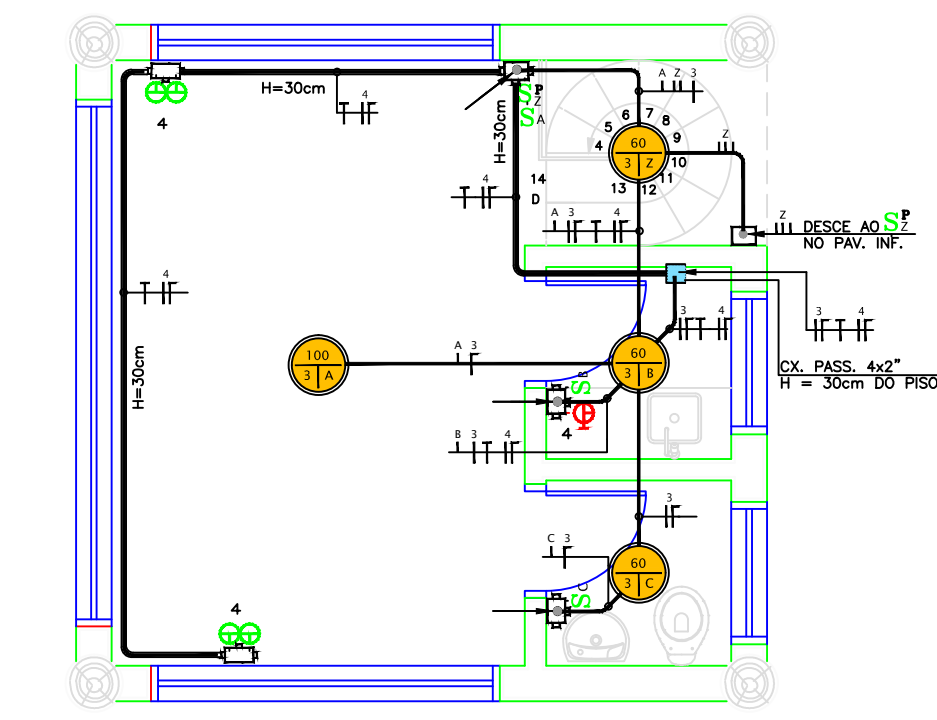 H=30cm
4
4
S P
Z
S A
H=30cm
A Z 3
6 7 8
5 9
4 10
60
3 Z
11
13 12
Z
14
D
4
A 3 4
Z
DESCE AO S P
Z
NO PAV. INF.
4
H=30cm
3 4
3 4
CX. PASS. 4x2”
H = 30cm DO PISO
100
3 A
A 3
60
3 B
S B
4
B 3 4
3
C 3
60
3 C
S C
4